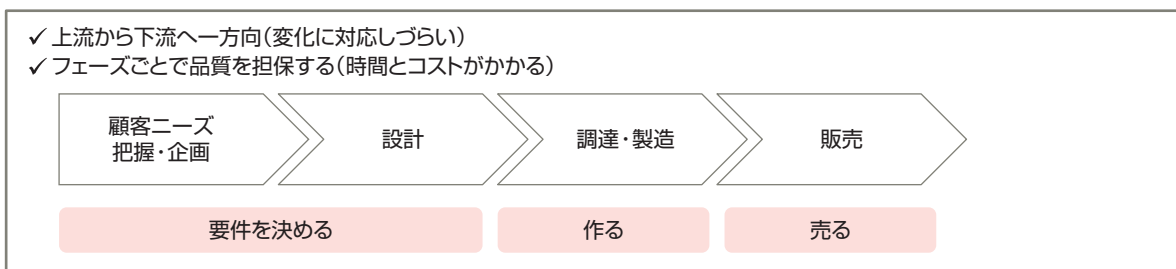 ✓ 上流から下流へ一方向(変化に対応しづらい)
✓ フェーズごとで品質を担保する(時間とコストがかかる)
顧客ニーズ
把握・企画
設計
調達・製造
販売
要件を決める
作る
売る